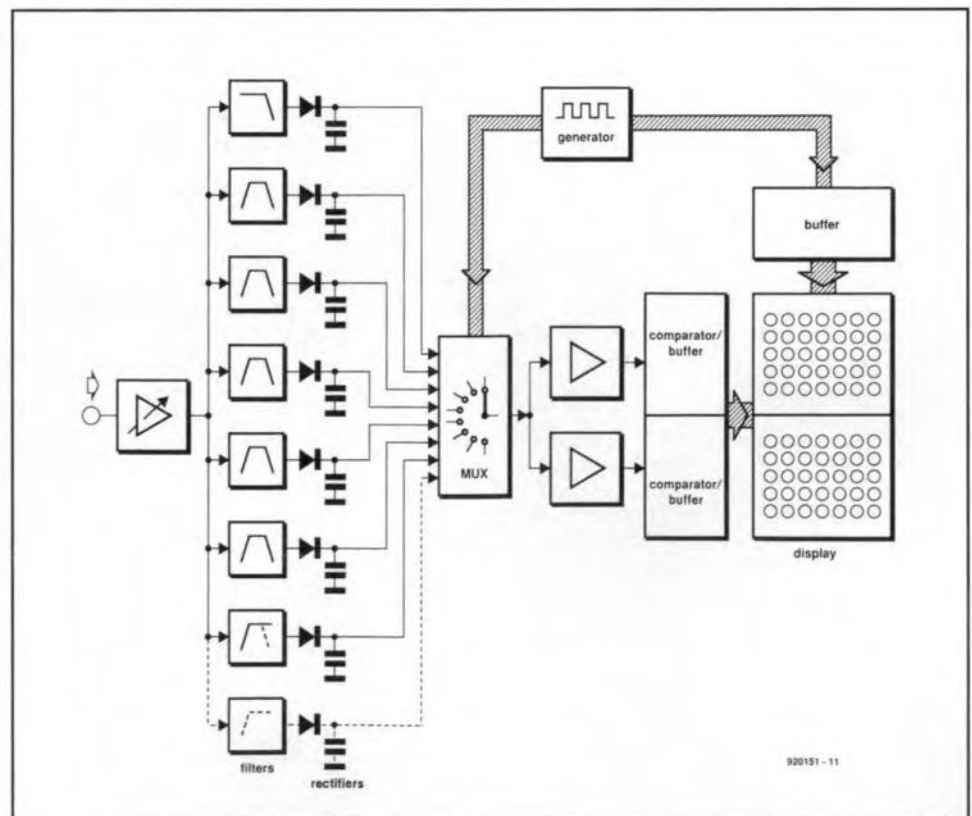 generator
buffer
comparator/
buffer
MUX
comparator/
buffer
display
filters
rectifiers
920151 - 11